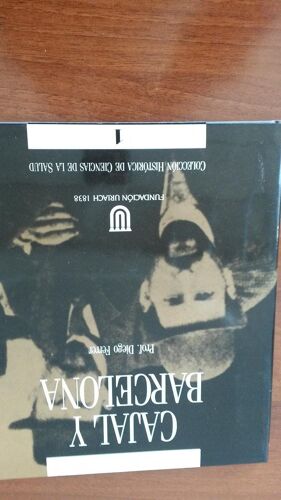 CAJAL Y
BARCELONA
Prof. Diego Ferrer
FUNDACIÓN URIACH 1838
COLECCIÓN HISTÓRICA DE CIENCIAS DE LA SALUD
1